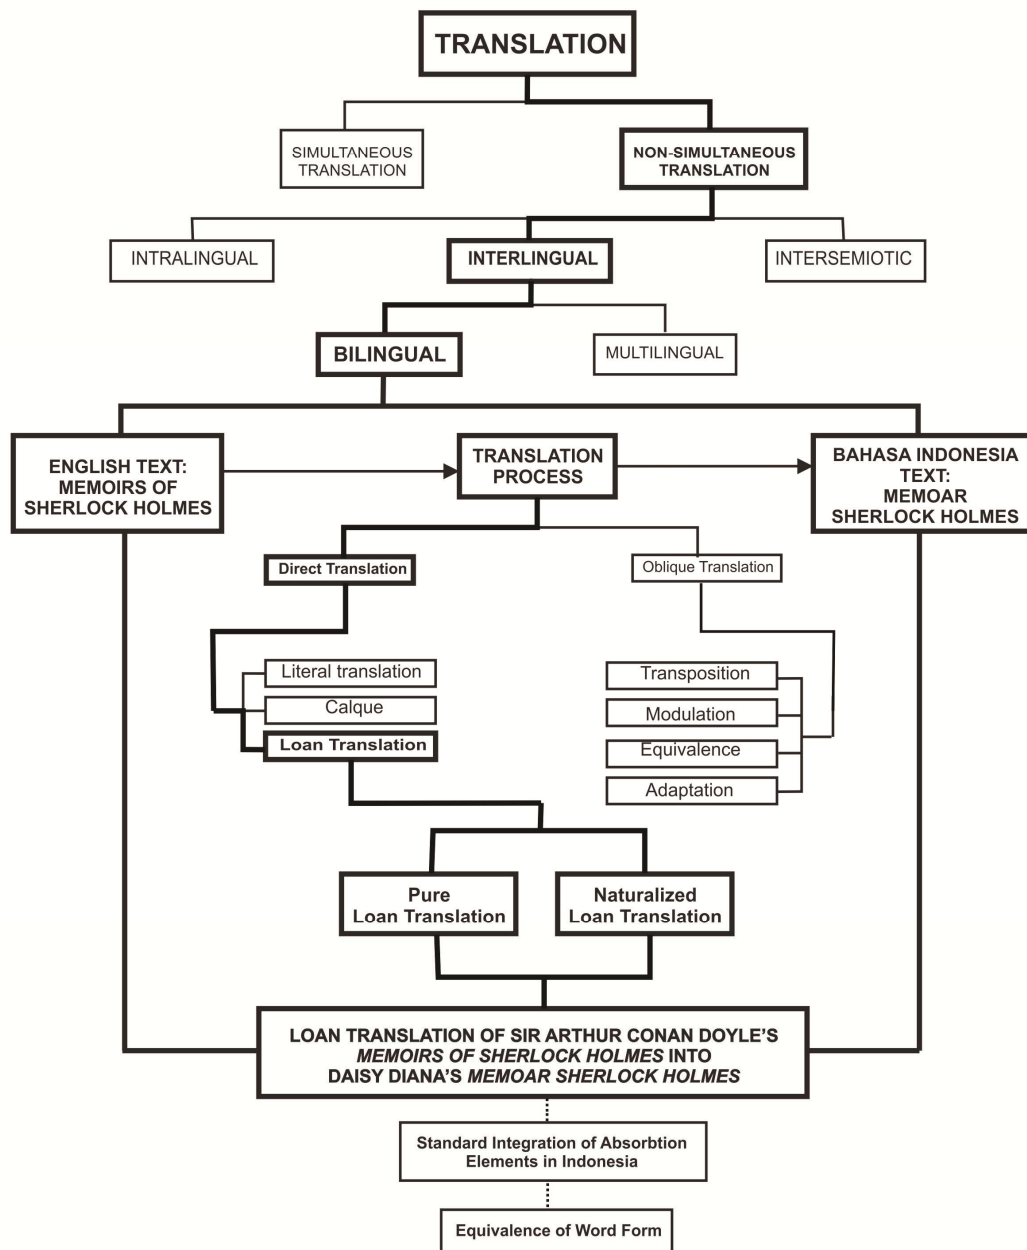 TRANSLATION
SIMULTANEOUS
TRANSLATION
NON-SIMULTANEOUS
TRANSLATION
INTRALINGUAL
INTERLINGUAL
INTERSEMIOTIC
BILINGUAL
MULTILINGUAL
ENGLISH TEXT:
MEMOIRS OF
SHERLOCK HOLMES
TRANSLATION
PROCESS
BAHASA INDONESIA
TEXT:
MEMOAR
SHERLOCK HOLMES
Direct Translation
Oblique Translation
Literal translation
Calque
Loan Translation
Transposition
Modulation
Equivalence
Adaptation
Pure
Loan Translation
Naturalized
Loan Translation
LOAN TRANSLATION OF SIR ARTHUR CONAN DOYLE'S
MEMOIRS OF SHERLOCK HOLMES INTO
DAISY DIANA'S MEMOAR SHERLOCK HOLMES
Standard Integration of Absorbtion
Elements in Indonesia
Equivalence of Word Form